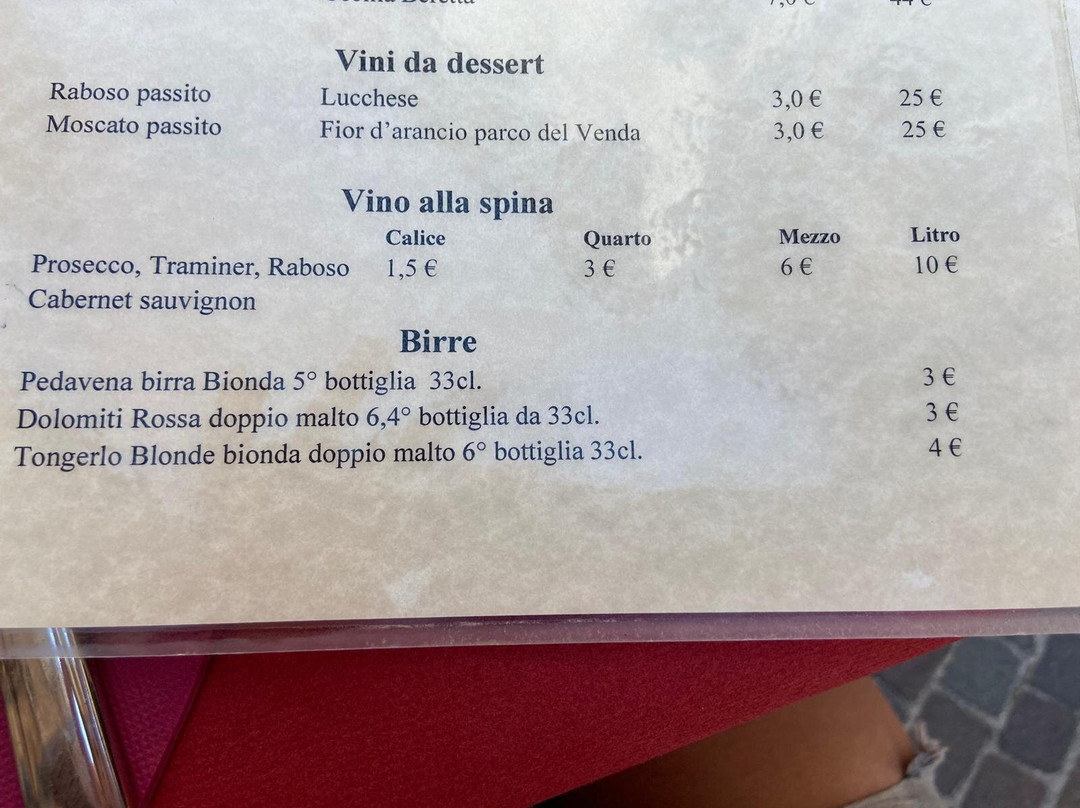 Vini da dessert
Raboso passito Lucchese 3,0 € 25 €
Moscato passito Fior d'arancio parco del Venda 3,0 € 25 €
Vino alla spina
Calice Quarto Mezzo Litro
Prosecco, Traminer, Raboso 1,5 € 3 € 6 € 10 €
Cabernet sauvignon
Birre
Pedavena birra Bionda 5° bottiglia 33cl. 3 €
Dolomiti Rossa doppio malto 6,4° bottiglia da 33cl. 3 €
Tongerlo Blonde bionda doppio malto 6° bottiglia 33cl. 4 €